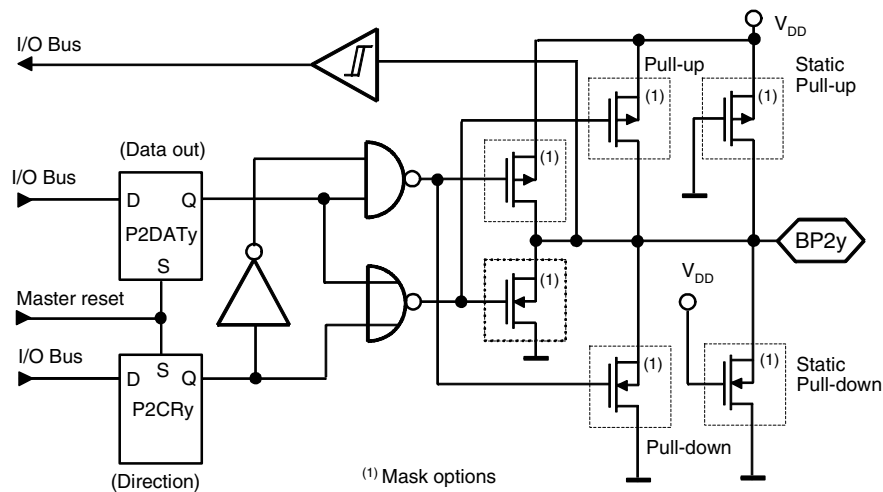 I/O Bus
V_DD
Pull-up
(1)
Static
Pull-up
(1)
(Data out)
(1)
I/O Bus
D
Q
P2DATy
S
BP2y
(1)
V_DD
Master reset
I/O Bus
D
S
Q
P2CRy
(1)
(1)
Static
Pull-down
Pull-down
(Direction)
(1) Mask options